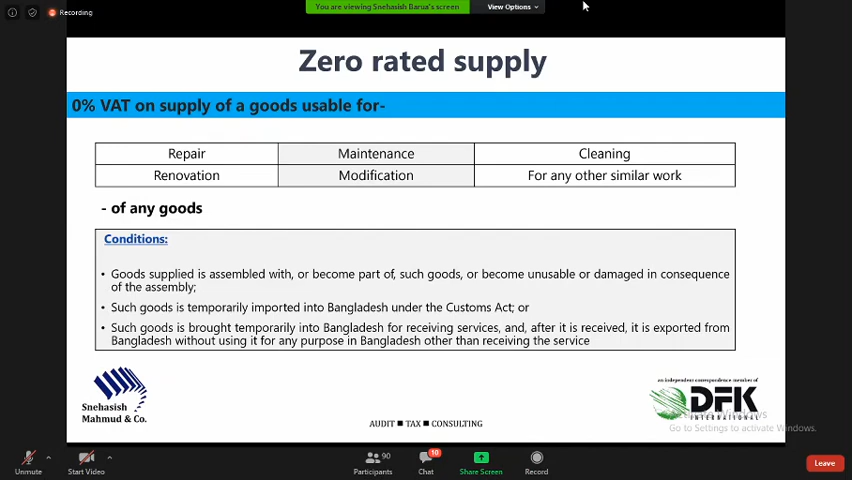 Recording
You are viewing Snehasish Barua's screen
View Options
Zero rated supply
0% VAT on supply of a goods usable for-
Repair Maintenance Cleaning
Renovation Modification For any other similar work
- of any goods
Conditions:
• Goods supplied is assembled with, or become part of, such goods, or become unusable or damaged in consequence
of the assembly;
• Such goods is temporarily imported into Bangladesh under the Customs Act; or
• Such goods is brought temporarily into Bangladesh for receiving services, and, after it is received, it is exported from
Bangladesh without using it for any purpose in Bangladesh other than receiving the service
Snehasish
Mahmud & Co.
AUDIT ■ TAX ■ CONSULTING
an independent correspondence member of
DFK
INTERNATIONAL
Go to Settings to activate Windows.
Unmute
Start Video
90
Participants
10
Chat
Share Screen
Record
Leave